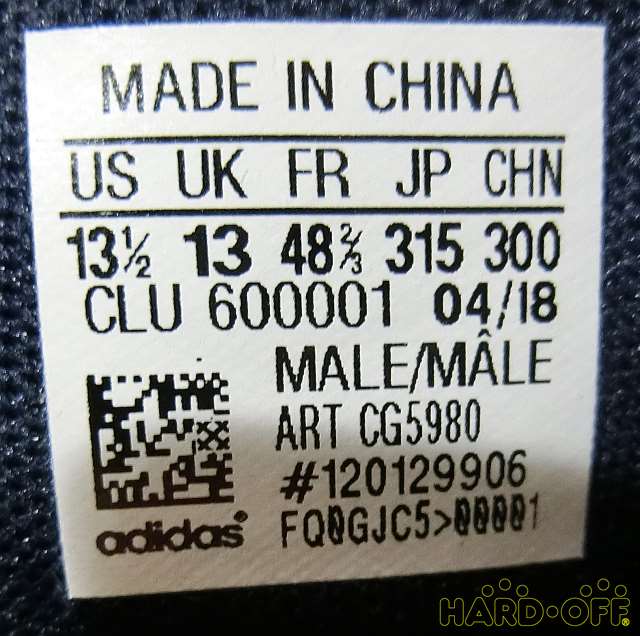 MADE IN CHINA
US UK FR JP CHN
13½ 13 48⅔ 315 300
CLU 600001 04/18
MALE/MÂLE
ART CG5980
#120129906
FQ0GJC5>00001
adidas®
HARD·OFF®